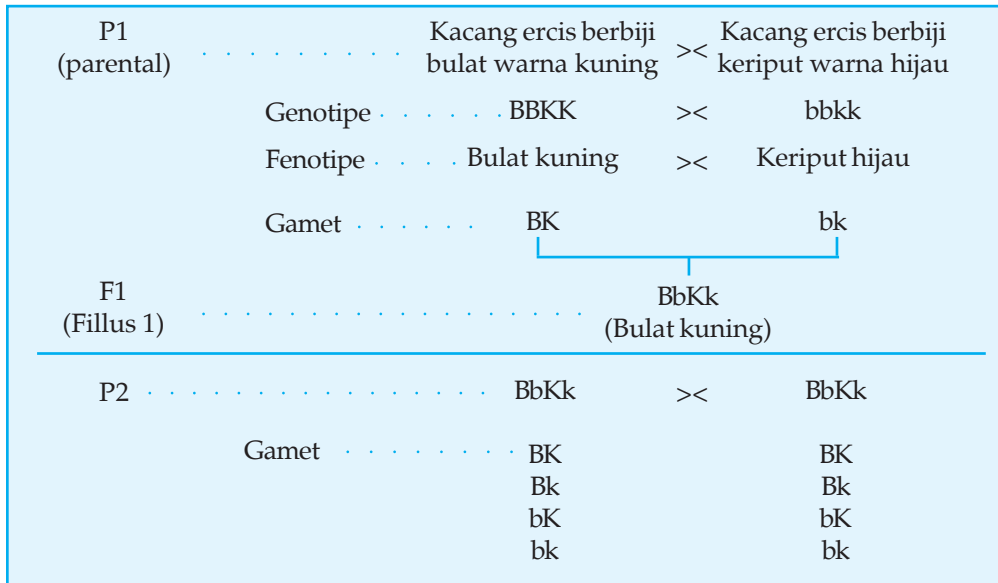 P1 . . . . . . . . . Kacang ercis berbiji >< Kacang ercis berbiji
(parental) bulat warna kuning keriput warna hijau
Genotipe . . . . . . BBKK >< bbkk
Fenotipe . . . . Bulat kuning >< Keriput hijau
Gamet . . . . . . BK bk
F1 BbKk
(Fillus 1) . . . . . . . . . . . . . . . . . . (Bulat kuning)
P2 . . . . . . . . . . . . . . . . BbKk >< BbKk
Gamet . . . . . . . . BK BK
Bk Bk
bK bK
bk bk